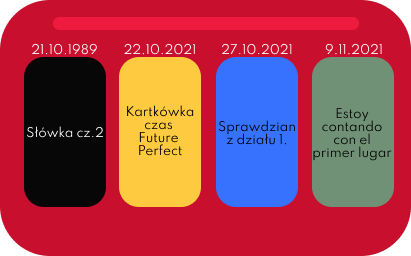 21.10.1989
22.10.2021
27.10.2021
9.11.2021
Słówka cz.2
Kartkówka
czas
Future
Perfect
Sprawdzian
z działu 1.
Estoy
contando
con el
primer lugar